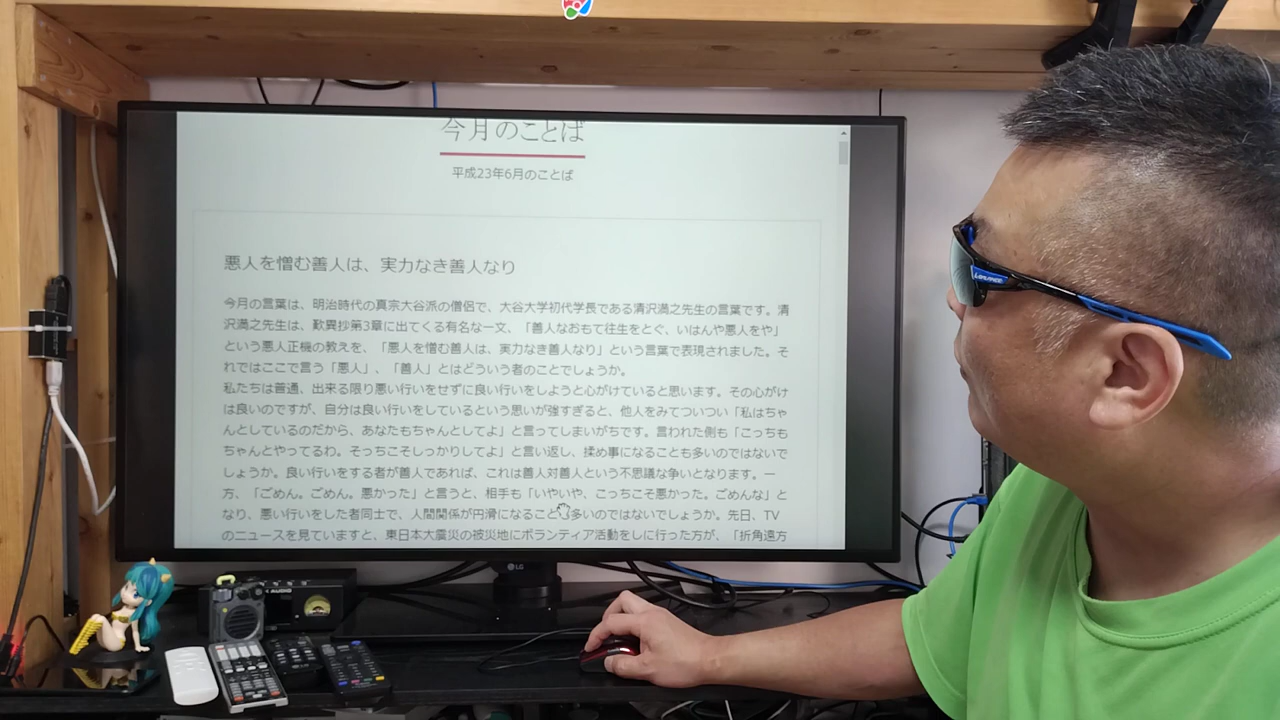 今月のことば
平成23年6月のことば
悪人を憎む善人は、実力なき善人なり
今月の言葉は、明治時代の真宗大谷派の僧侶で、大谷大学初代学長である清沢満之先生の言葉です。清
沢満之先生は、歎異抄第3章に出てくる有名な一文、「善人なおもて往生をとぐ、いはんや悪人をや」
という悪人正機の教えを、「悪人を憎む善人は、実力なき善人なり」という言葉で表現されました。そ
れではここで言う「悪人」、「善人」とはどういう者のことでしょうか。
私たちは普通、出来る限り悪い行いをせずに良い行いをしようと心がけていると思います。その心がけ
は良いのですが、自分は良い行いをしているという思いが強すぎると、他人をみてついつい「私はちゃ
んとしているのだから、あなたもちゃんとしてよ」と言ってしまいがちです。言われた側も「こっちも
ちゃんとやってるわ。そっちこそしっかりしてよ」と言い返し、揉め事になることも多いのではないで
しょうか。良い行いをする者が善人であれば、これは善人対善人という不思議な争いとなります。一
方、「ごめん。ごめん。悪かった」と言うと、相手も「いやいや、こっちこそ悪かった。ごめんな」と
なり、悪い行いをした者同士で、人間関係が円滑になること多いのではないでしょうか。先日、TV
のニュースを見ていますと、東日本大震災の被災地にボランティア活動をしに行った方が、「折角遠方
LG
AUDIO